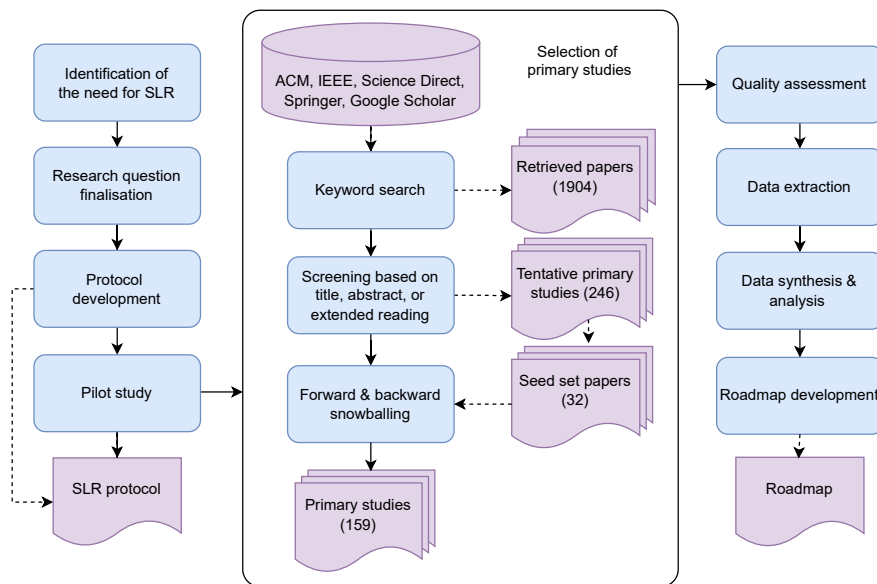 Identification of
the need for SLR
Research question
finalisation
Protocol
development
Pilot study
SLR protocol
ACM, IEEE, Science Direct,
Springer, Google Scholar
Selection of
primary studies
Keyword search
Retrieved papers
(1904)
Screening based on
title, abstract, or
extended reading
Tentative primary
studies (246)
Forward & backward
snowballing
Seed set papers
(32)
Primary studies
(159)
Quality assessment
Data extraction
Data synthesis &
analysis
Roadmap development
Roadmap